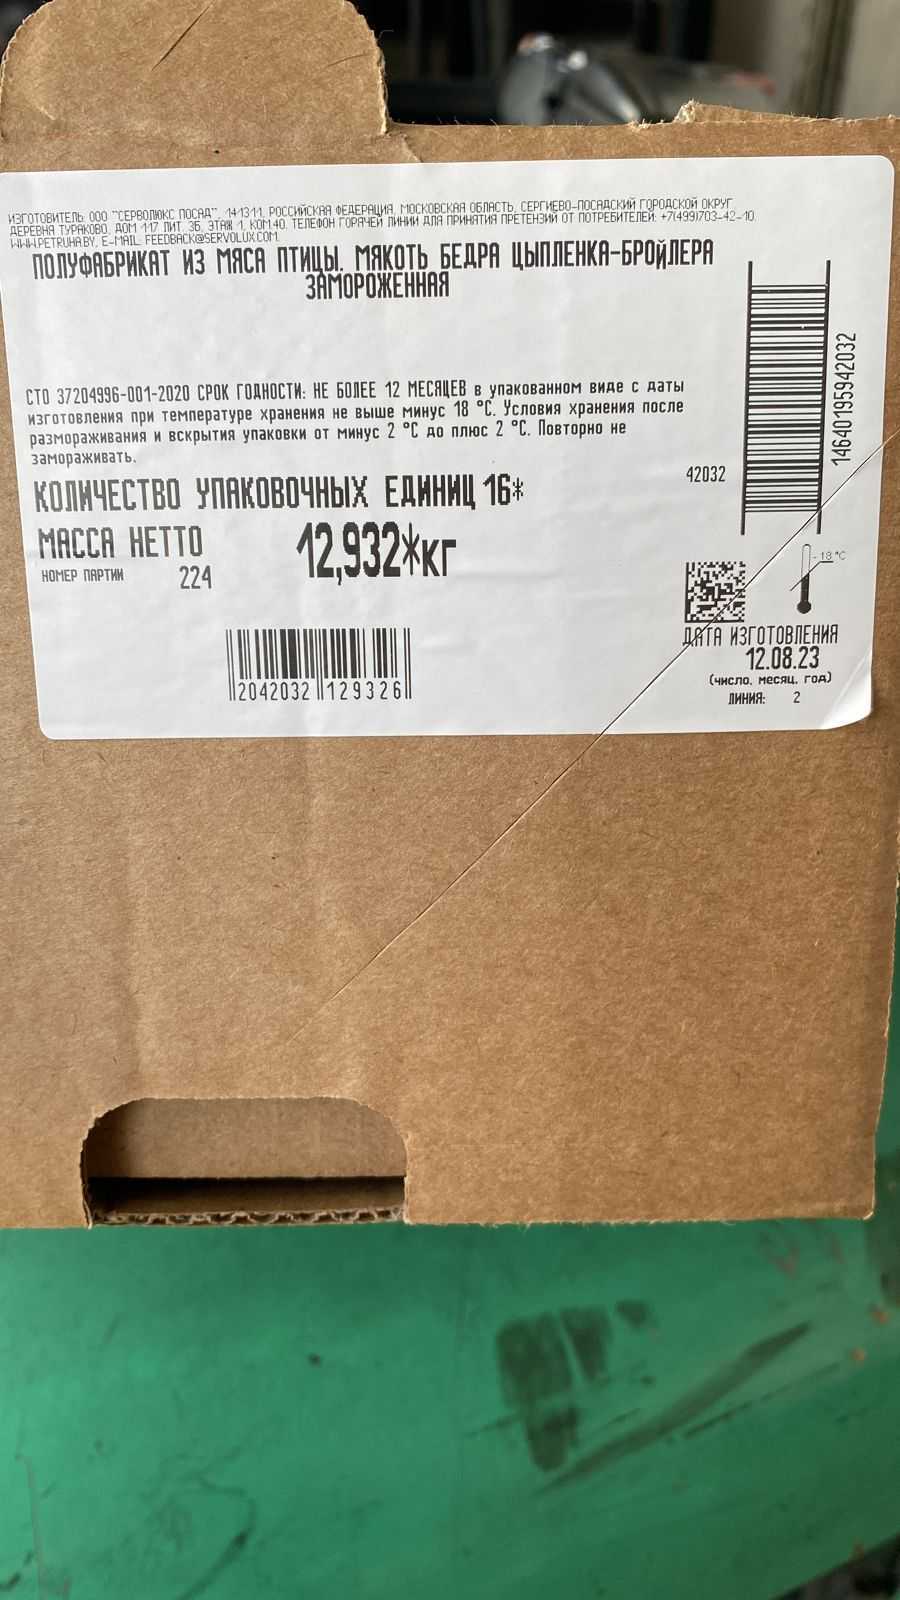 ИЗГОТОВИТЕЛЬ: ООО "СЕРВОЛЮКС ПОСАД", 141311, РОССИЙСКАЯ ФЕДЕРАЦИЯ, МОСКОВСКАЯ ОБЛАСТЬ, СЕРГИЕВО-ПОСАДСКИЙ ГОРОДСКОЙ ОКРУГ,
ДЕРЕВНЯ ТУРАКОВО, ДОМ 117 ЛИТ. 3Б, ЭТАЖ 1, КОМ.40. ТЕЛЕФОН ГОРЯЧЕЙ ЛИНИИ ДЛЯ ПРИНЯТИЯ ПРЕТЕНЗИЙ ОТ ПОТРЕБИТЕЛЕЙ: +7(499)703-42-10.
WWW.PETRUHA.BY, E-MAIL: FEEDBACK@SERVOLUX.COM.
ПОЛУФАБРИКАТ ИЗ МЯСА ПТИЦЫ. МЯКОТЬ БЕДРА ЦЫПЛЕНКА-БРОЙЛЕРА
ЗАМОРОЖЕННАЯ
СТО 37204996-001-2020 СРОК ГОДНОСТИ: НЕ БОЛЕЕ 12 МЕСЯЦЕВ в упакованном виде с даты
изготовления при температуре хранения не выше минус 18 °С. Условия хранения после
размораживания и вскрытия упаковки от минус 2 °С до плюс 2 °С. Повторно не
замораживать.
КОЛИЧЕСТВО УПАКОВОЧНЫХ ЕДИНИЦ 16*
МАССА НЕТТО 12,932*кг
НОМЕР ПАРТИИ 224
2042032 129326
42032
14640195942032
-18 °C
ДАТА ИЗГОТОВЛЕНИЯ
12.08.23
(число, месяц, год)
ЛИНИЯ: 2